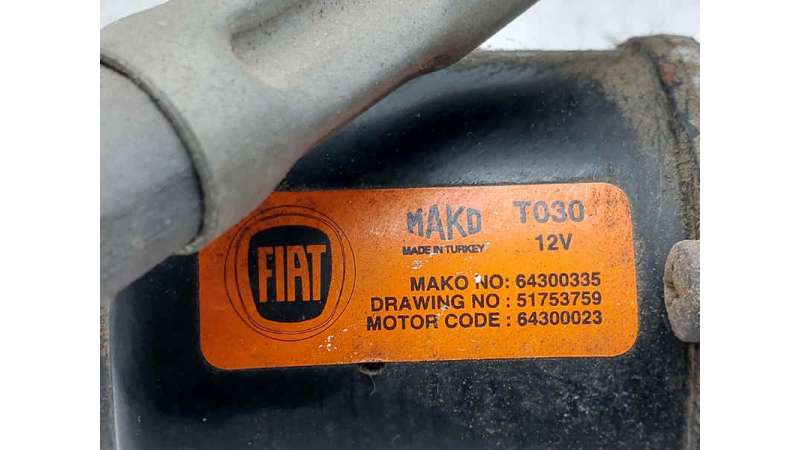 FIAT
MAKO T030
MADE IN TURKEY 12V
MAKO NO: 64300335
DRAWING NO : 51753759
MOTOR CODE : 64300023